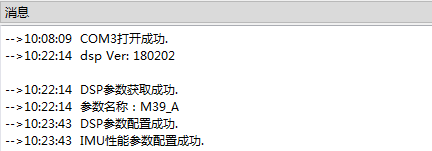 消息
-->10:08:09 COM3打开成功.
-->10:22:14 dsp Ver: 180202
-->10:22:14 DSP参数获取成功.
-->10:22:14 参数名称：M39_A
-->10:23:43 DSP参数配置成功.
-->10:23:43 IMU性能参数配置成功.